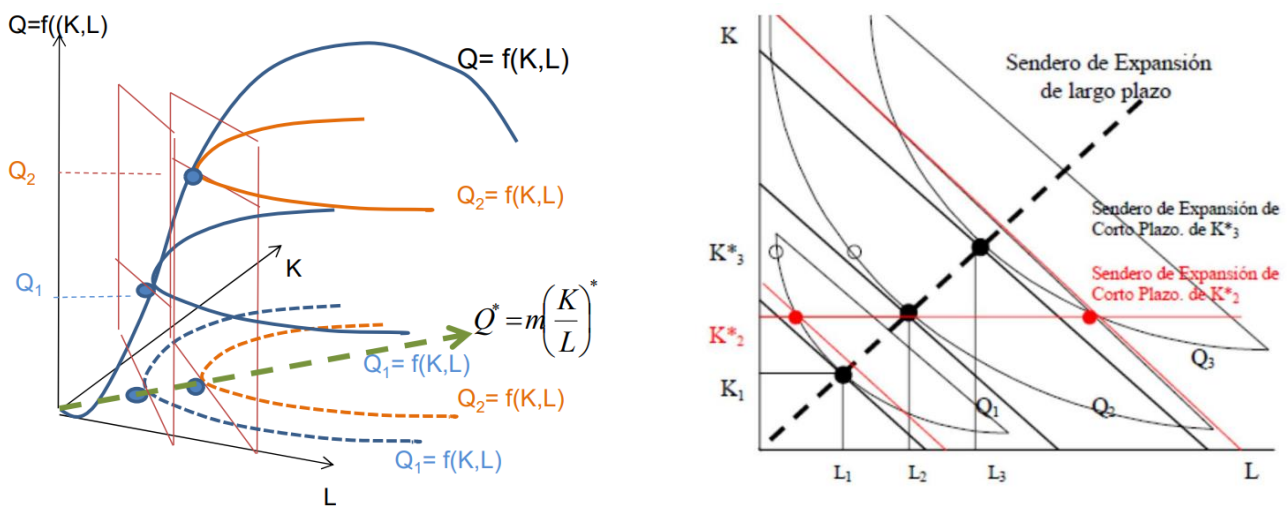 Q=f((K,L)
Q= f(K,L)
Q₂
Q₂= f(K,L)
K
Q₁
Q* =m(K/L)*
Q₁= f(K,L)
Q₂= f(K,L)
Q₁= f(K,L)
L
K
Sendero de Expansión
de largo plazo
Sendero de Expansión de
Corto Plazo. de K*₃
K*₃
Sendero de Expansión de
Corto Plazo. de K*₂
K*₂
Q₃
K₁
Q₁
Q₂
L₁
L₂
L₃
L